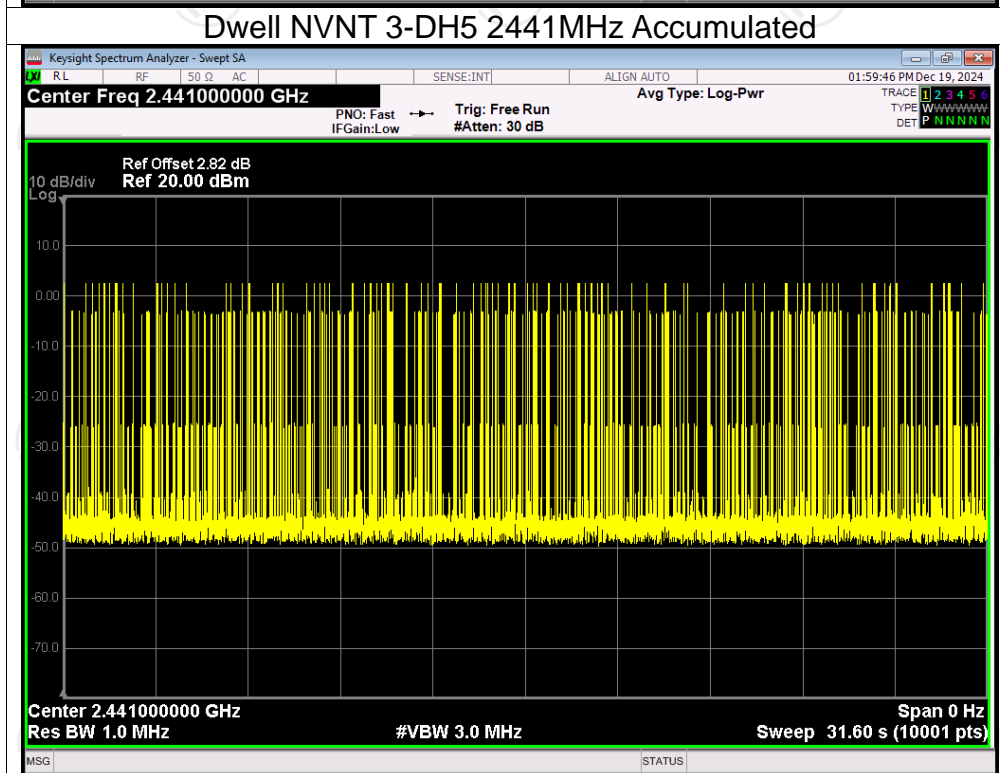 Dwell NVNT 3-DH5 2441MHz Accumulated
Keysight Spectrum Analyzer - Swept SA
LXI RL RF 50 Ω AC SENSE:INT ALIGN AUTO 01:59:46 PM Dec 19, 2024
Center Freq 2.441000000 GHz Avg Type: Log-Pwr TRACE 1 2 3 4 5 6
PNO: Fast Trig: Free Run TYPE WWWWWWW
IFGain:Low #Atten: 30 dB DET P N N N N N
Ref Offset 2.82 dB
10 dB/div Ref 20.00 dBm
Log
10.0
0.00
-10.0
-20.0
-30.0
-40.0
-50.0
-60.0
-70.0
Center 2.441000000 GHz Span 0 Hz
Res BW 1.0 MHz #VBW 3.0 MHz Sweep 31.60 s (10001 pts)
MSG STATUS